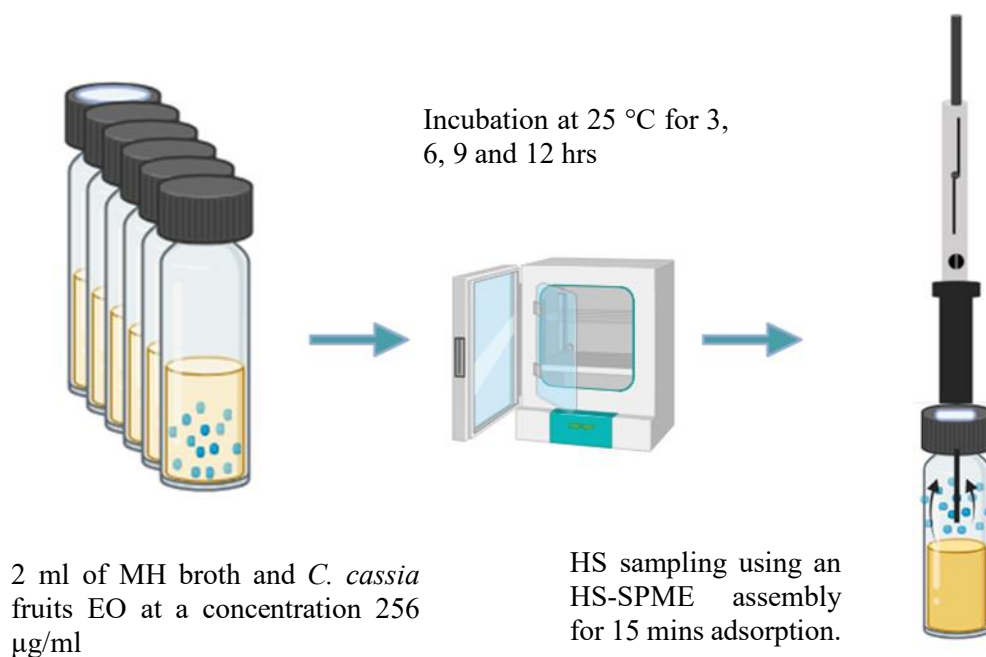 Incubation at 25 °C for 3,
6, 9 and 12 hrs
2 ml of MH broth and C. cassia
fruits EO at a concentration 256
µg/ml
HS sampling using an
HS-SPME assembly
for 15 mins adsorption.